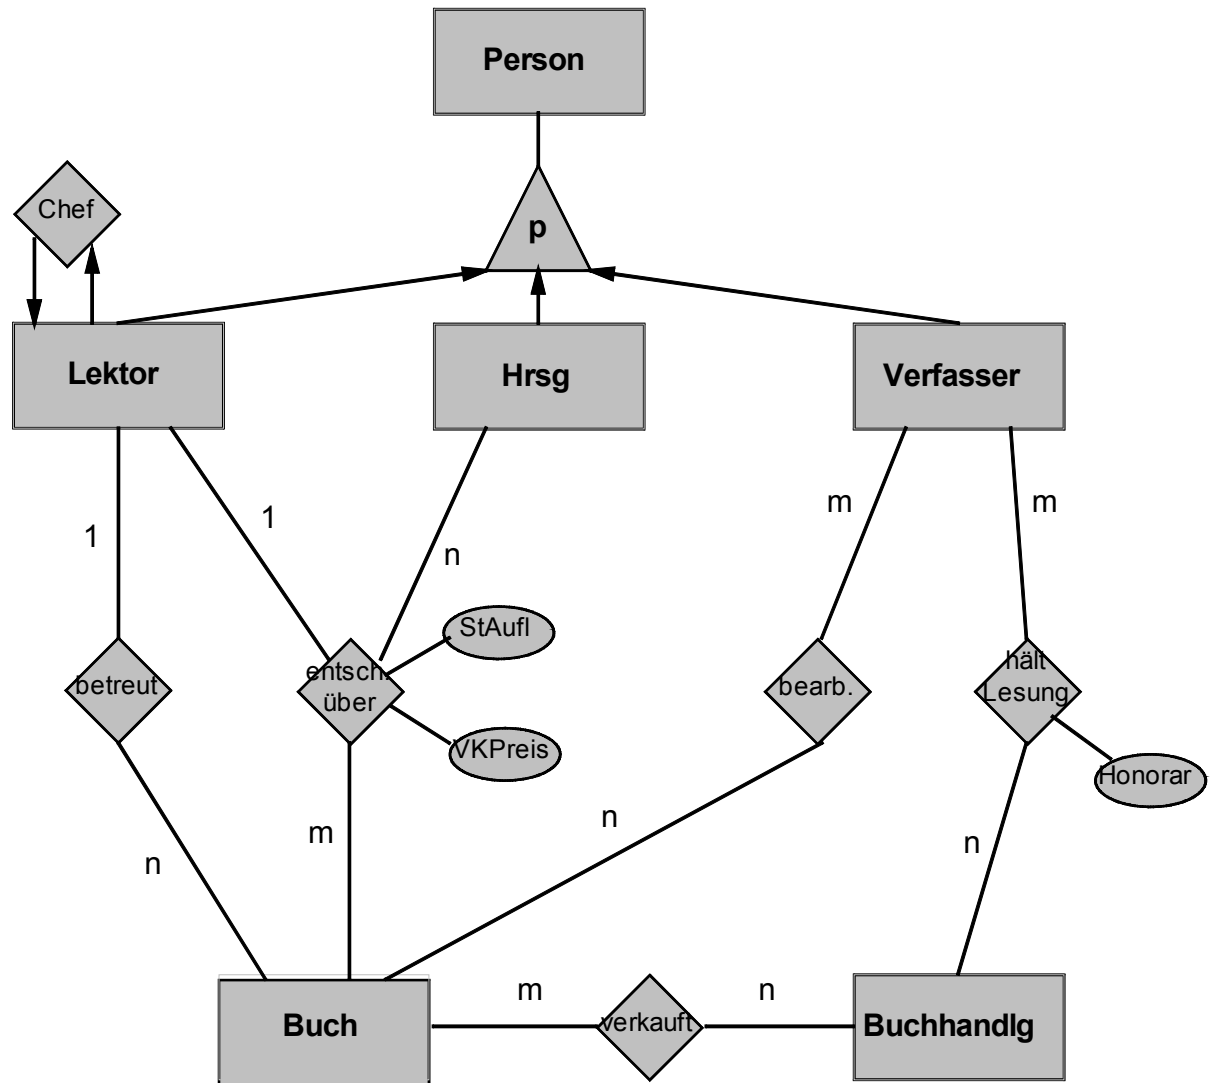 Person
Chef
p
Lektor
Hrsg
Verfasser
m
m
1
1
n
StAufl
hält
entsch.
betreut
bearb.
Lesung
über
VKPreis
Honorar
n
m
n
n
m
n
Buch
verkauft
Buchhandlg